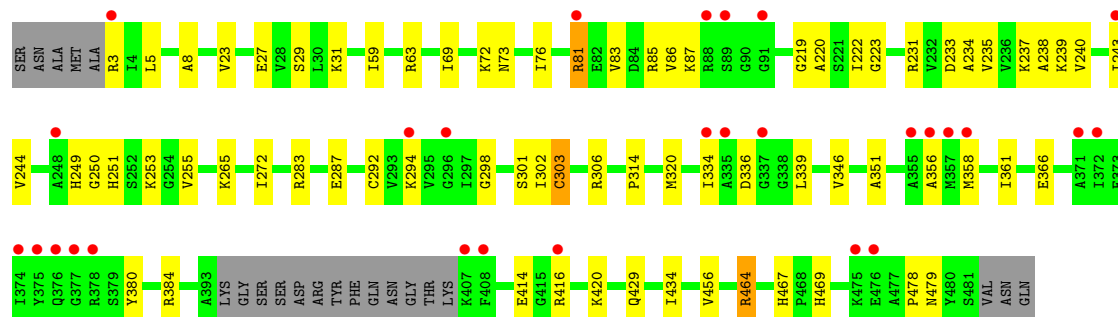 SER ASN ALA MET ALA R3 I4 L5 A8 V23 E27 V28 S29 L30 K31 I59 R63 I69 K72 N73 I76 R81 E82 V83 D84 R85 V86 K87 R88 S89 G90 G91 G219 A220 S221 I222 G223 R231 V232 D233 A234 V235 V236 K237 A238 K239 V240 I243
V244 A248 H249 G250 H251 S252 K253 G254 V255 K265 I272 R283 E287 C292 V293 K294 V295 G296 I297 G298 S301 I302 C303 R306 P314 M320 I334 A335 D336 G337 G338 L339 V346 A351 A355 A356 M357 M358 I361 E366 A371 I372 E373
I374 Y375 Q376 G377 R378 S379 Y380 R384 A393 LYS GLY SER SER ASP ARG TYR PHE GLN ASN GLY THR LYS K407 F408 E414 G415 R416 K420 Q429 I434 V456 R464 H467 P468 H469 K475 E476 A477 P478 N479 Y480 S481 VAL ASN GLN